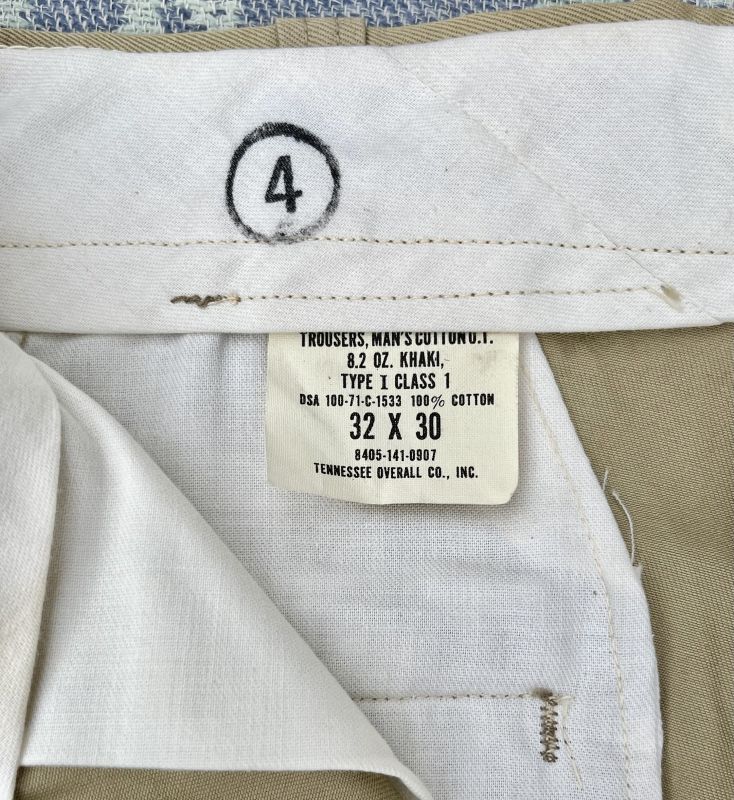 4
TROUSERS, MAN'S COTTON U.T.
8.2 OZ. KHAKI,
TYPE I CLASS 1
DSA 100-71-C-1533 100% COTTON
32 X 30
8405-141-0907
TENNESSEE OVERALL CO., INC.